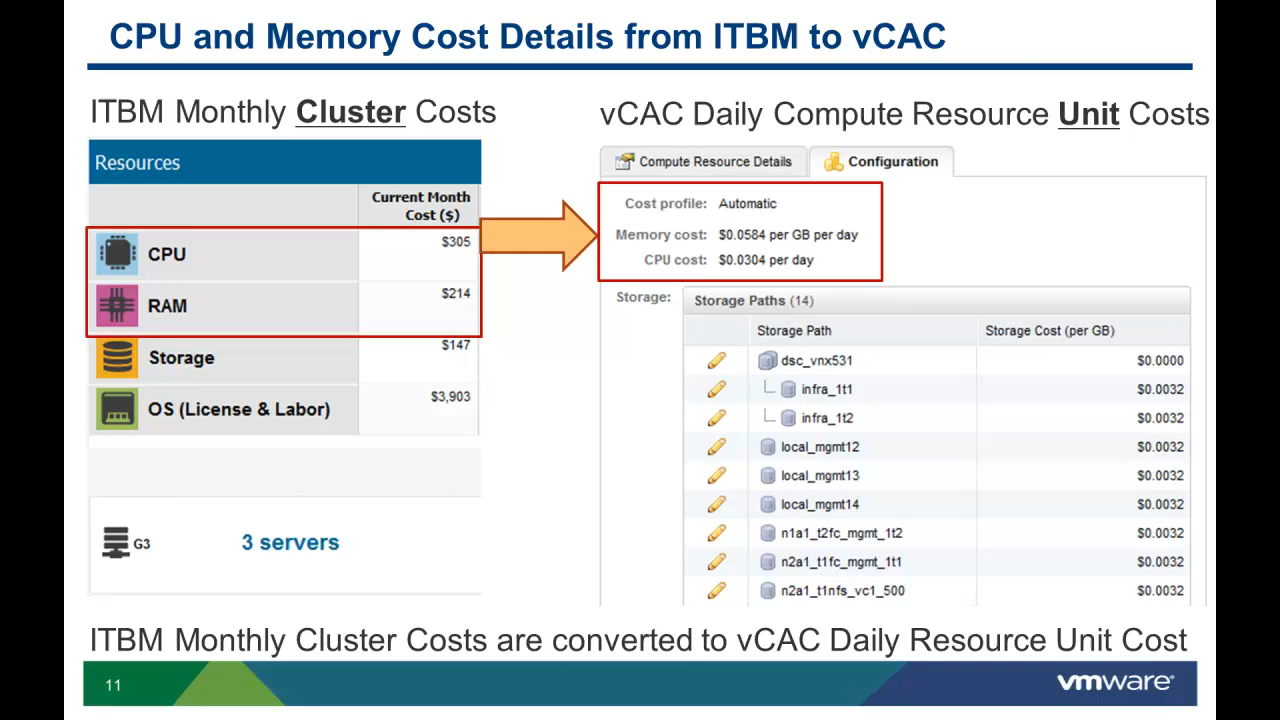 CPU and Memory Cost Details from ITBM to vCAC
ITBM Monthly Cluster Costs
Resources
Current Month
Cost ($)
CPU $305
RAM $214
Storage $147
OS (License & Labor) $3,903
G3 3 servers
vCAC Daily Compute Resource Unit Costs
Compute Resource Details Configuration
Cost profile: Automatic
Memory cost: $0.0584 per GB per day
CPU cost: $0.0304 per day
Storage: Storage Paths (14)
Storage Path Storage Cost (per GB)
dsc_vnx531 $0.0000
infra_1t1 $0.0032
infra_1t2 $0.0032
local_mgmt12 $0.0032
local_mgmt13 $0.0032
local_mgmt14 $0.0032
n1a1_t2fc_mgmt_1t2 $0.0032
n2a1_t1fc_mgmt_1t1 $0.0032
n2a1_t1nfs_vc1_500 $0.0032
ITBM Monthly Cluster Costs are converted to vCAC Daily Resource Unit Cost
11 vmware®